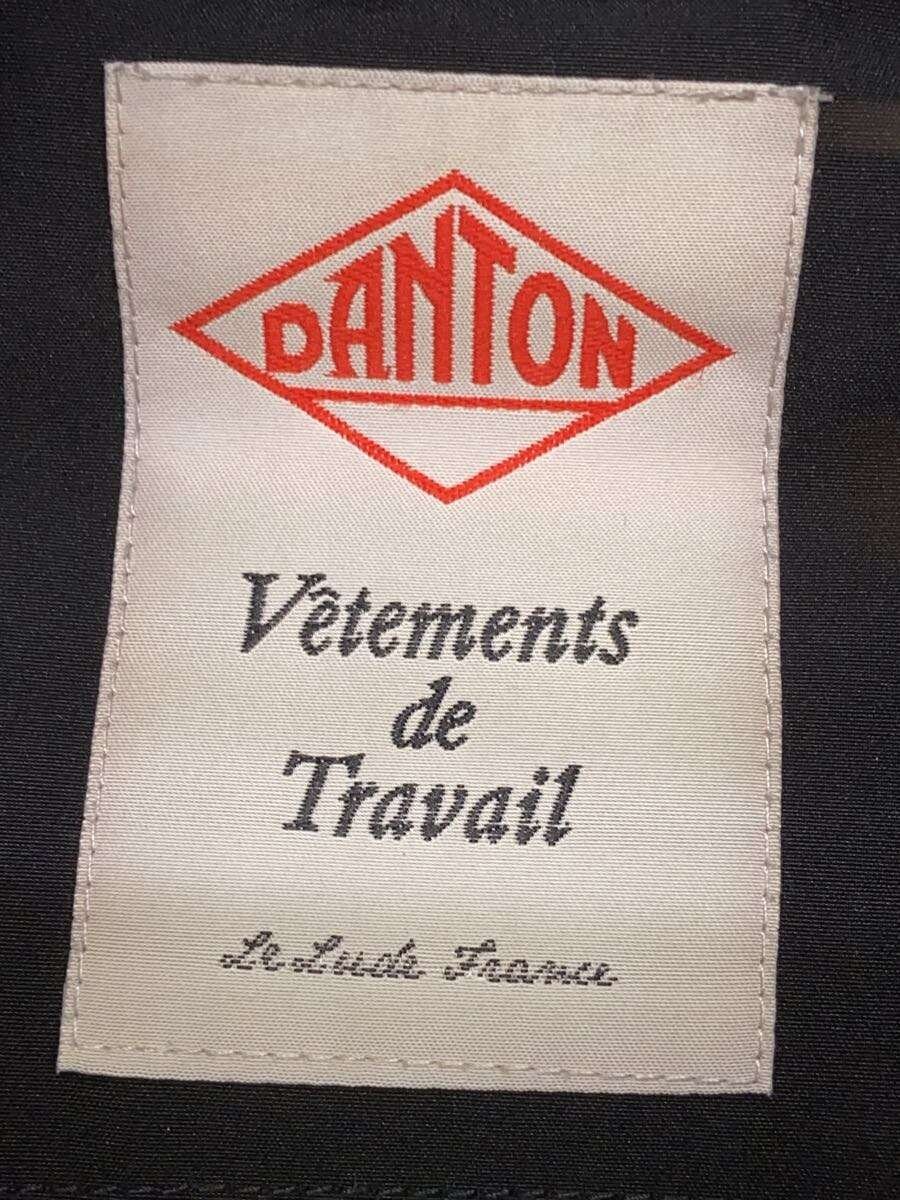 DANTON
Vêtements
de
Travail
Le Lude France